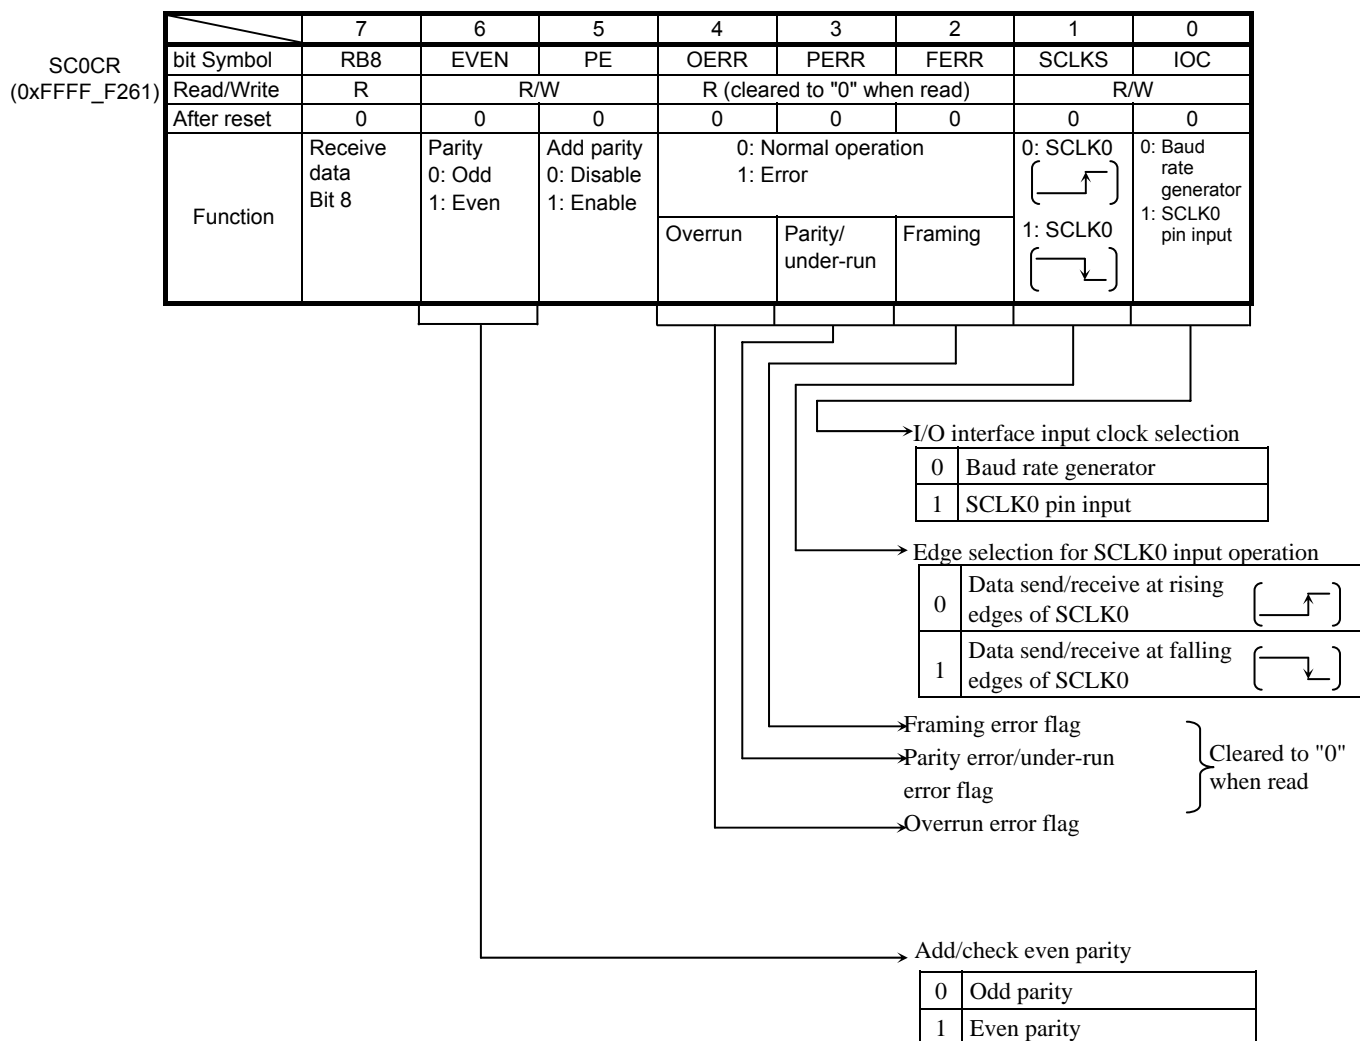 7 6 5 4 3 2 1 0
SC0CR
(0xFFFF_F261)
bit Symbol RB8 EVEN PE OERR PERR FERR SCLKS IOC
Read/Write R R/W R (cleared to "0" when read) R/W
After reset 0 0 0 0 0 0 0 0
Function
Receive
data
Bit 8
Parity
0: Odd
1: Even
Add parity
0: Disable
1: Enable
0: Normal operation
1: Error
Overrun
Parity/
under-run
Framing
0: SCLK0
1: SCLK0
0: Baud
rate
generator
1: SCLK0
pin input
I/O interface input clock selection
0 Baud rate generator
1 SCLK0 pin input
Edge selection for SCLK0 input operation
0 Data send/receive at rising
edges of SCLK0
1 Data send/receive at falling
edges of SCLK0
Framing error flag
Parity error/under-run
error flag
Overrun error flag
Cleared to "0"
when read
Add/check even parity
0 Odd parity
1 Even parity